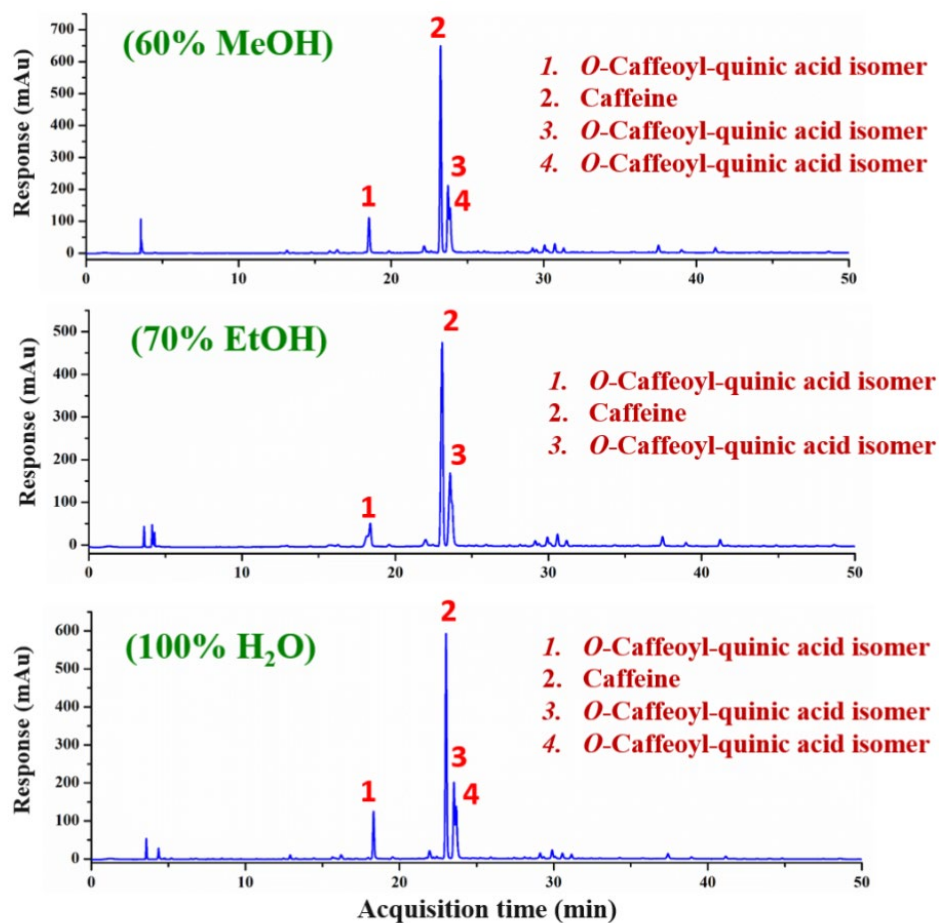 (60% MeOH)
Response (mAu)
700
600
500
400
300
200
100
0
2
1
3
4
1. O-Caffeoyl-quinic acid isomer
2. Caffeine
3. O-Caffeoyl-quinic acid isomer
4. O-Caffeoyl-quinic acid isomer
0 10 20 30 40 50
(70% EtOH)
Response (mAu)
500
400
300
200
100
0
2
3
1
1. O-Caffeoyl-quinic acid isomer
2. Caffeine
3. O-Caffeoyl-quinic acid isomer
0 10 20 30 40 50
(100% H₂O)
Response (mAu)
600
500
400
300
200
100
0
2
3
1
4
1. O-Caffeoyl-quinic acid isomer
2. Caffeine
3. O-Caffeoyl-quinic acid isomer
4. O-Caffeoyl-quinic acid isomer
0 10 20 30 40 50
Acquisition time (min)